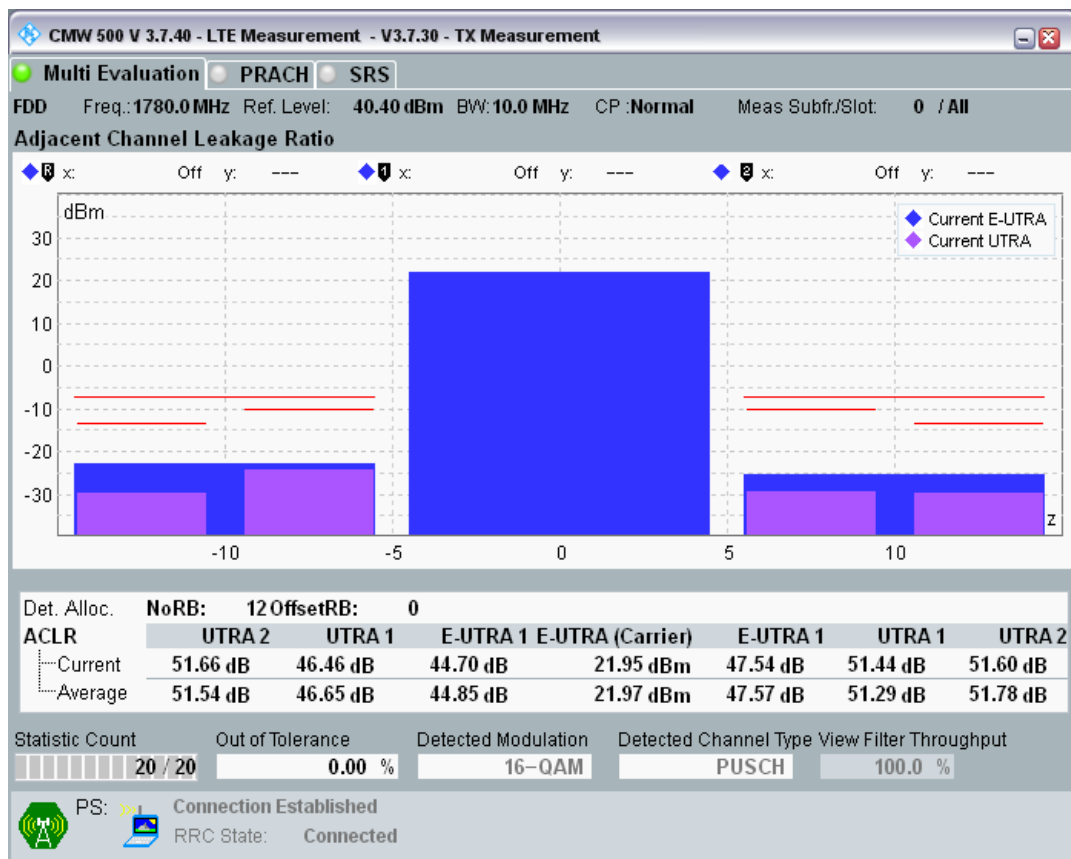 CMW 500 V 3.7.40 - LTE Measurement - V3.7.30 - TX Measurement
Multi Evaluation PRACH SRS
FDD Freq.:1780.0 MHz Ref. Level: 40.40 dBm BW:10.0 MHz CP :Normal Meas Subfr./Slot: 0 / All
Adjacent Channel Leakage Ratio
R x: Off y: --- 1 x: Off y: --- 2 x: Off y: ---
dBm
Current E-UTRA
Current UTRA
30
20
10
0
-10
-20
-30
z
-10 -5 0 5 10
Det. Alloc. NoRB: 12 OffsetRB: 0
ACLR UTRA 2 UTRA 1 E-UTRA 1 E-UTRA (Carrier) E-UTRA 1 UTRA 1 UTRA 2
Current 51.66 dB 46.46 dB 44.70 dB 21.95 dBm 47.54 dB 51.44 dB 51.60 dB
Average 51.54 dB 46.65 dB 44.85 dB 21.97 dBm 47.57 dB 51.29 dB 51.78 dB
Statistic Count Out of Tolerance Detected Modulation Detected Channel Type View Filter Throughput
20 / 20 0.00 % 16-QAM PUSCH 100.0 %
PS: Connection Established
RRC State: Connected